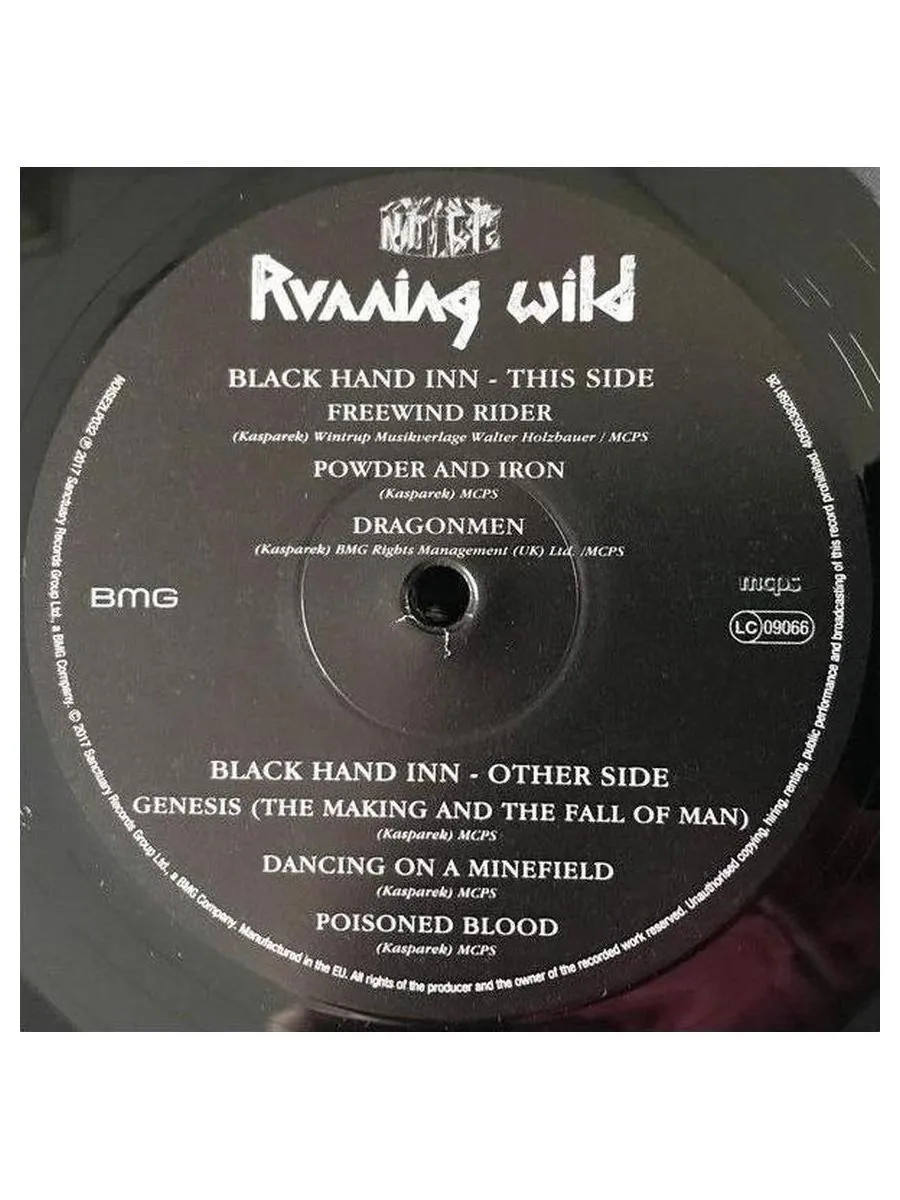 NOISE
Running Wild
BLACK HAND INN - THIS SIDE
FREEWIND RIDER
(Kasparek) Wintrup Musikverlage Walter Holzbauer / MCPS
POWDER AND IRON
(Kasparek) MCPS
DRAGONMEN
(Kasparek) BMG Rights Management (UK) Ltd. /MCPS
BMG
mcps
LC 09066
BLACK HAND INN - OTHER SIDE
GENESIS (THE MAKING AND THE FALL OF MAN)
(Kasparek) MCPS
DANCING ON A MINEFIELD
(Kasparek) MCPS
POISONED BLOOD
(Kasparek) MCPS
NOISE2LP032 ℗ 2017 Sanctuary Records Group Ltd., a BMG Company. © 2017 Sanctuary Records Group Ltd., a BMG Company. Manufactured in the EU. All rights of the producer and the owner of the recorded work reserved. Unauthorised copying, hiring, renting, public performance and broadcasting of this record prohibited. 4050538268126